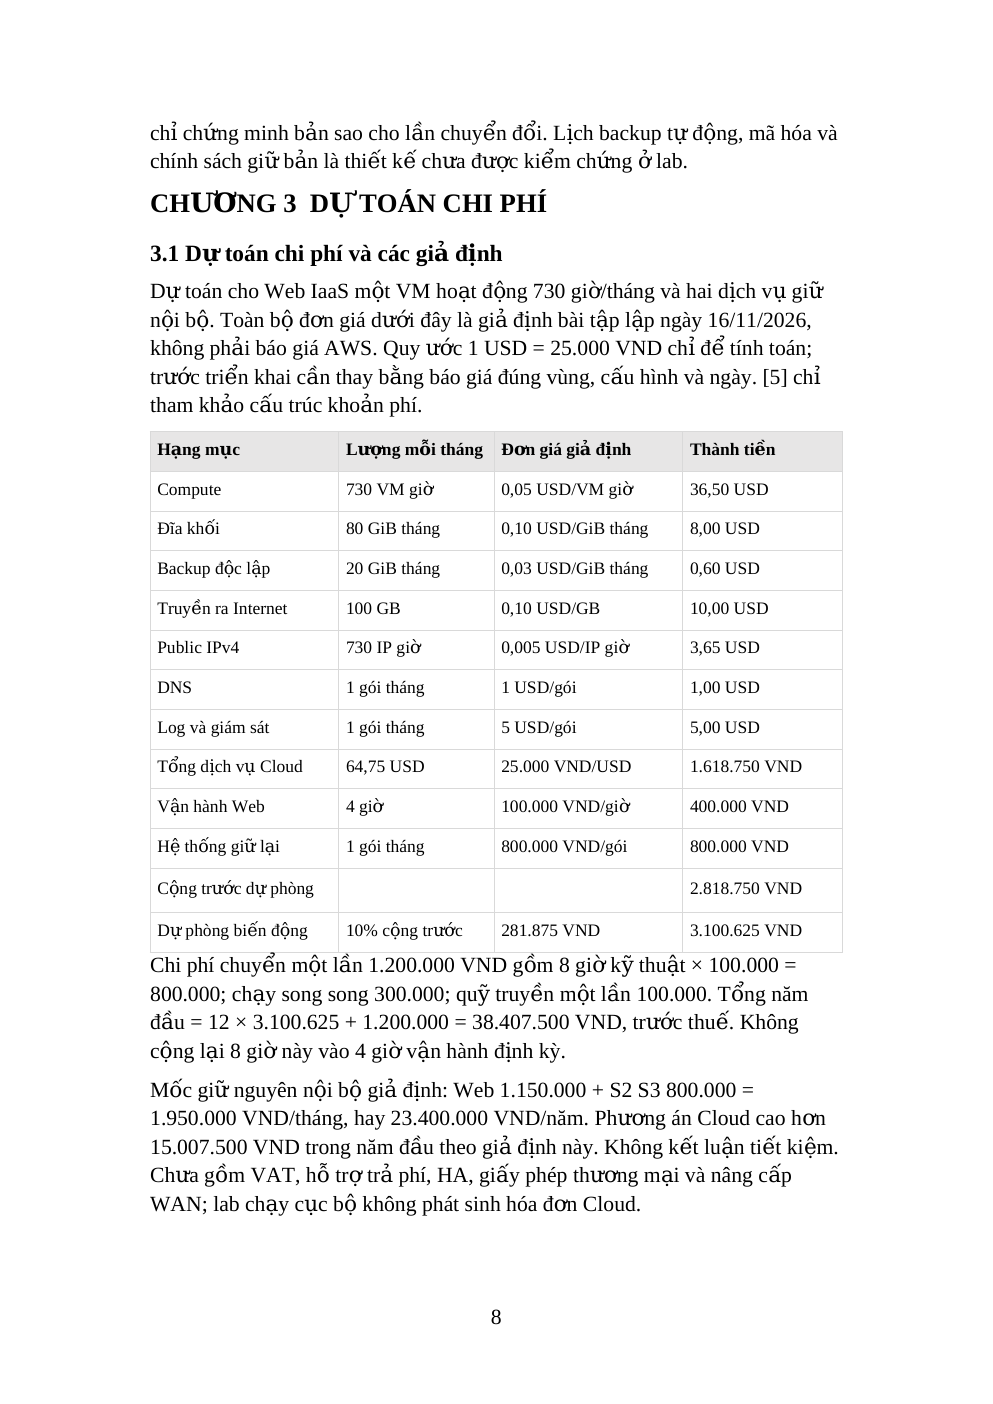 chỉ chứng minh bản sao cho lần chuyển đổi. Lịch backup tự động, mã hóa và
chính sách giữ bản là thiết kế chưa được kiểm chứng ở lab.
CHƯƠNG 3  DỰ TOÁN CHI PHÍ
3.1 Dự toán chi phí và các giả định
Dự toán cho Web IaaS một VM hoạt động 730 giờ/tháng và hai dịch vụ giữ
nội bộ. Toàn bộ đơn giá dưới đây là giả định bài tập lập ngày 16/11/2026,
không phải báo giá AWS. Quy ước 1 USD = 25.000 VND chỉ để tính toán;
trước triển khai cần thay bằng báo giá đúng vùng, cấu hình và ngày. [5] chỉ
tham khảo cấu trúc khoản phí.
Hạng mục Lượng mỗi tháng Đơn giá giả định Thành tiền
Compute 730 VM giờ 0,05 USD/VM giờ 36,50 USD
Đĩa khối 80 GiB tháng 0,10 USD/GiB tháng 8,00 USD
Backup độc lập 20 GiB tháng 0,03 USD/GiB tháng 0,60 USD
Truyền ra Internet 100 GB 0,10 USD/GB 10,00 USD
Public IPv4 730 IP giờ 0,005 USD/IP giờ 3,65 USD
DNS 1 gói tháng 1 USD/gói 1,00 USD
Log và giám sát 1 gói tháng 5 USD/gói 5,00 USD
Tổng dịch vụ Cloud 64,75 USD 25.000 VND/USD 1.618.750 VND
Vận hành Web 4 giờ 100.000 VND/giờ 400.000 VND
Hệ thống giữ lại 1 gói tháng 800.000 VND/gói 800.000 VND
Cộng trước dự phòng 2.818.750 VND
Dự phòng biến động 10% cộng trước 281.875 VND 3.100.625 VND
Chi phí chuyển một lần 1.200.000 VND gồm 8 giờ kỹ thuật × 100.000 =
800.000; chạy song song 300.000; quỹ truyền một lần 100.000. Tổng năm
đầu = 12 × 3.100.625 + 1.200.000 = 38.407.500 VND, trước thuế. Không
cộng lại 8 giờ này vào 4 giờ vận hành định kỳ.
Mốc giữ nguyên nội bộ giả định: Web 1.150.000 + S2 S3 800.000 =
1.950.000 VND/tháng, hay 23.400.000 VND/năm. Phương án Cloud cao hơn
15.007.500 VND trong năm đầu theo giả định này. Không kết luận tiết kiệm.
Chưa gồm VAT, hỗ trợ trả phí, HA, giấy phép thương mại và nâng cấp
WAN; lab chạy cục bộ không phát sinh hóa đơn Cloud.
8